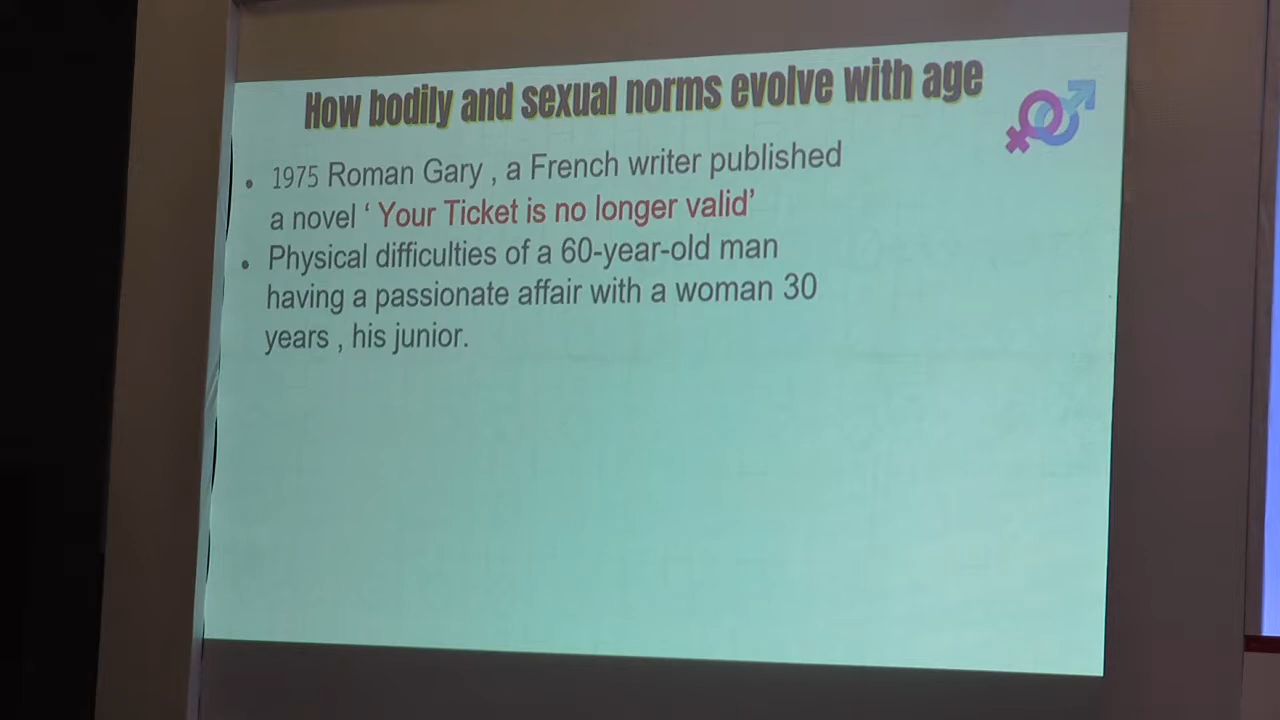 How bodily and sexual norms evolve with age
• 1975 Roman Gary , a French writer published
a novel ‘ Your Ticket is no longer valid’
• Physical difficulties of a 60-year-old man
having a passionate affair with a woman 30
years , his junior.